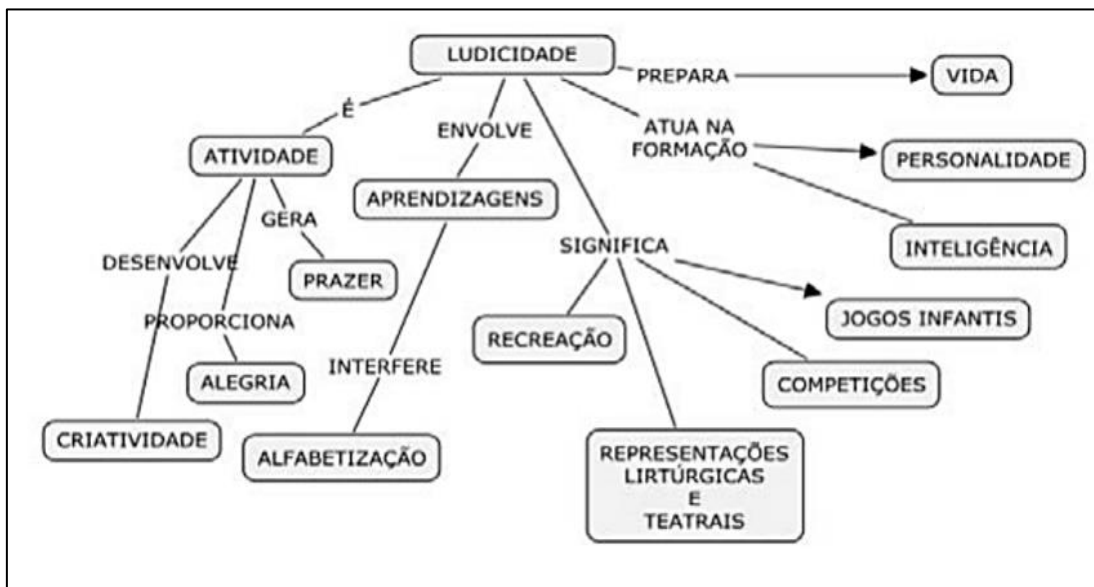 LUDICIDADE
PREPARA
VIDA
É
ENVOLVE
ATUA NA
FORMAÇÃO
ATIVIDADE
PERSONALIDADE
APRENDIZAGENS
GERA
SIGNIFICA
INTELIGÊNCIA
DESENVOLVE
PRAZER
PROPORCIONA
JOGOS INFANTIS
RECREAÇÃO
INTERFERE
ALEGRIA
COMPETIÇÕES
CRIATIVIDADE
ALFABETIZAÇÃO
REPRESENTAÇÕES
LIRTÚRGICAS
E
TEATRAIS